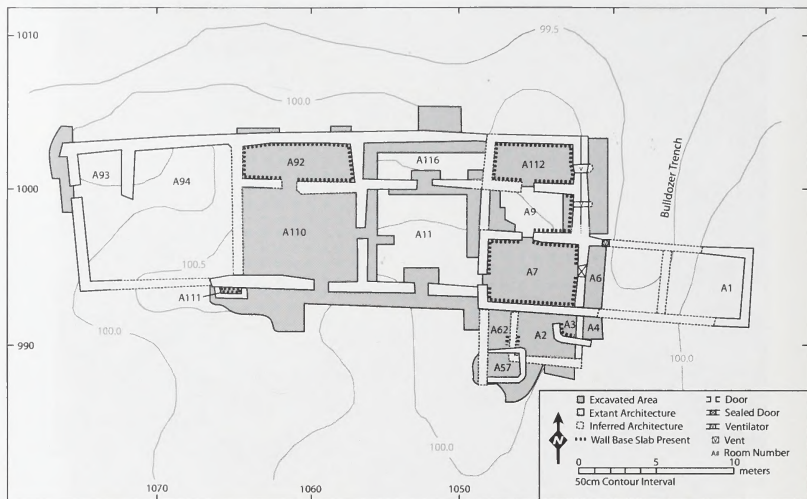 1010
99.5
100.0
A93
A94
A92
A116
A112
V
1000
A9
A110
A11
Bulldozer Trench
A7
A6
A1
100.5
A111
100.0
A62
A2
A3
A4
990
A57
100.0
100.0
1070
1060
1050
Excavated Area
Extant Architecture
Inferred Architecture
Wall Base Slab Present
Door
Sealed Door
Ventilator
Vent
A# Room Number
N
0 5 10
meters
50cm Contour Interval